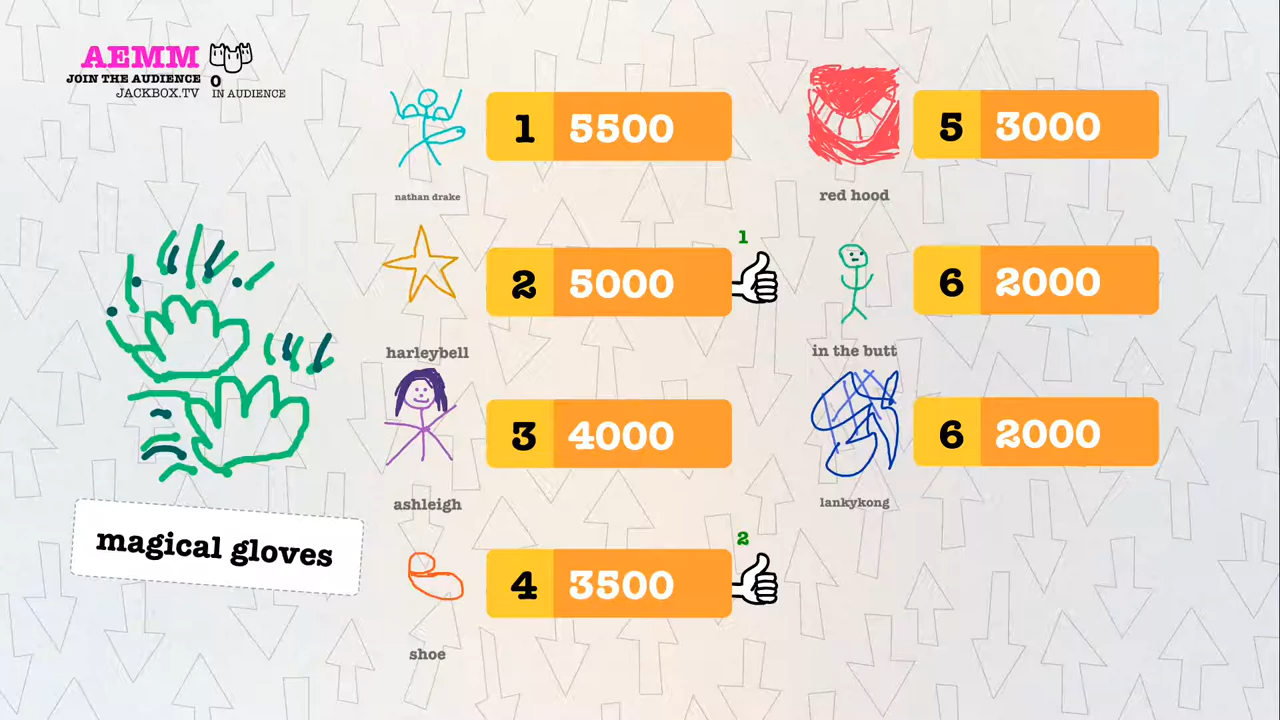 AEMM
JOIN THE AUDIENCE
JACKBOX.TV
0
IN AUDIENCE
magical gloves
1 5500
nathan drake
1
2 5000
harleybell
3 4000
ashleigh
2
4 3500
shoe
5 3000
red hood
6 2000
in the butt
6 2000
lankykong